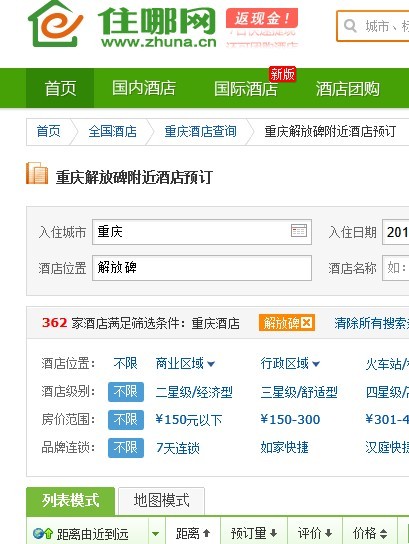 住哪网
www.zhuna.cn
返现金!
城市、
首页 国内酒店 国际酒店 新版 酒店团购
首页 全国酒店 重庆酒店查询 重庆解放碑附近酒店预订
重庆解放碑附近酒店预订
入住城市 重庆 入住日期 201
酒店位置 解放碑 酒店名称 如:
362 家酒店满足筛选条件: 重庆酒店 解放碑 清除所有搜索
酒店位置: 不限 商业区域 行政区域 火车站/
酒店级别: 不限 二星级/经济型 三星级/舒适型 四星级/
房价范围: 不限 ¥150元以下 ¥150-300 ¥301-4
品牌连锁: 不限 7天连锁 如家快捷 汉庭快捷
列表模式 地图模式
距离由近到远 距离 预订量 评价 价格